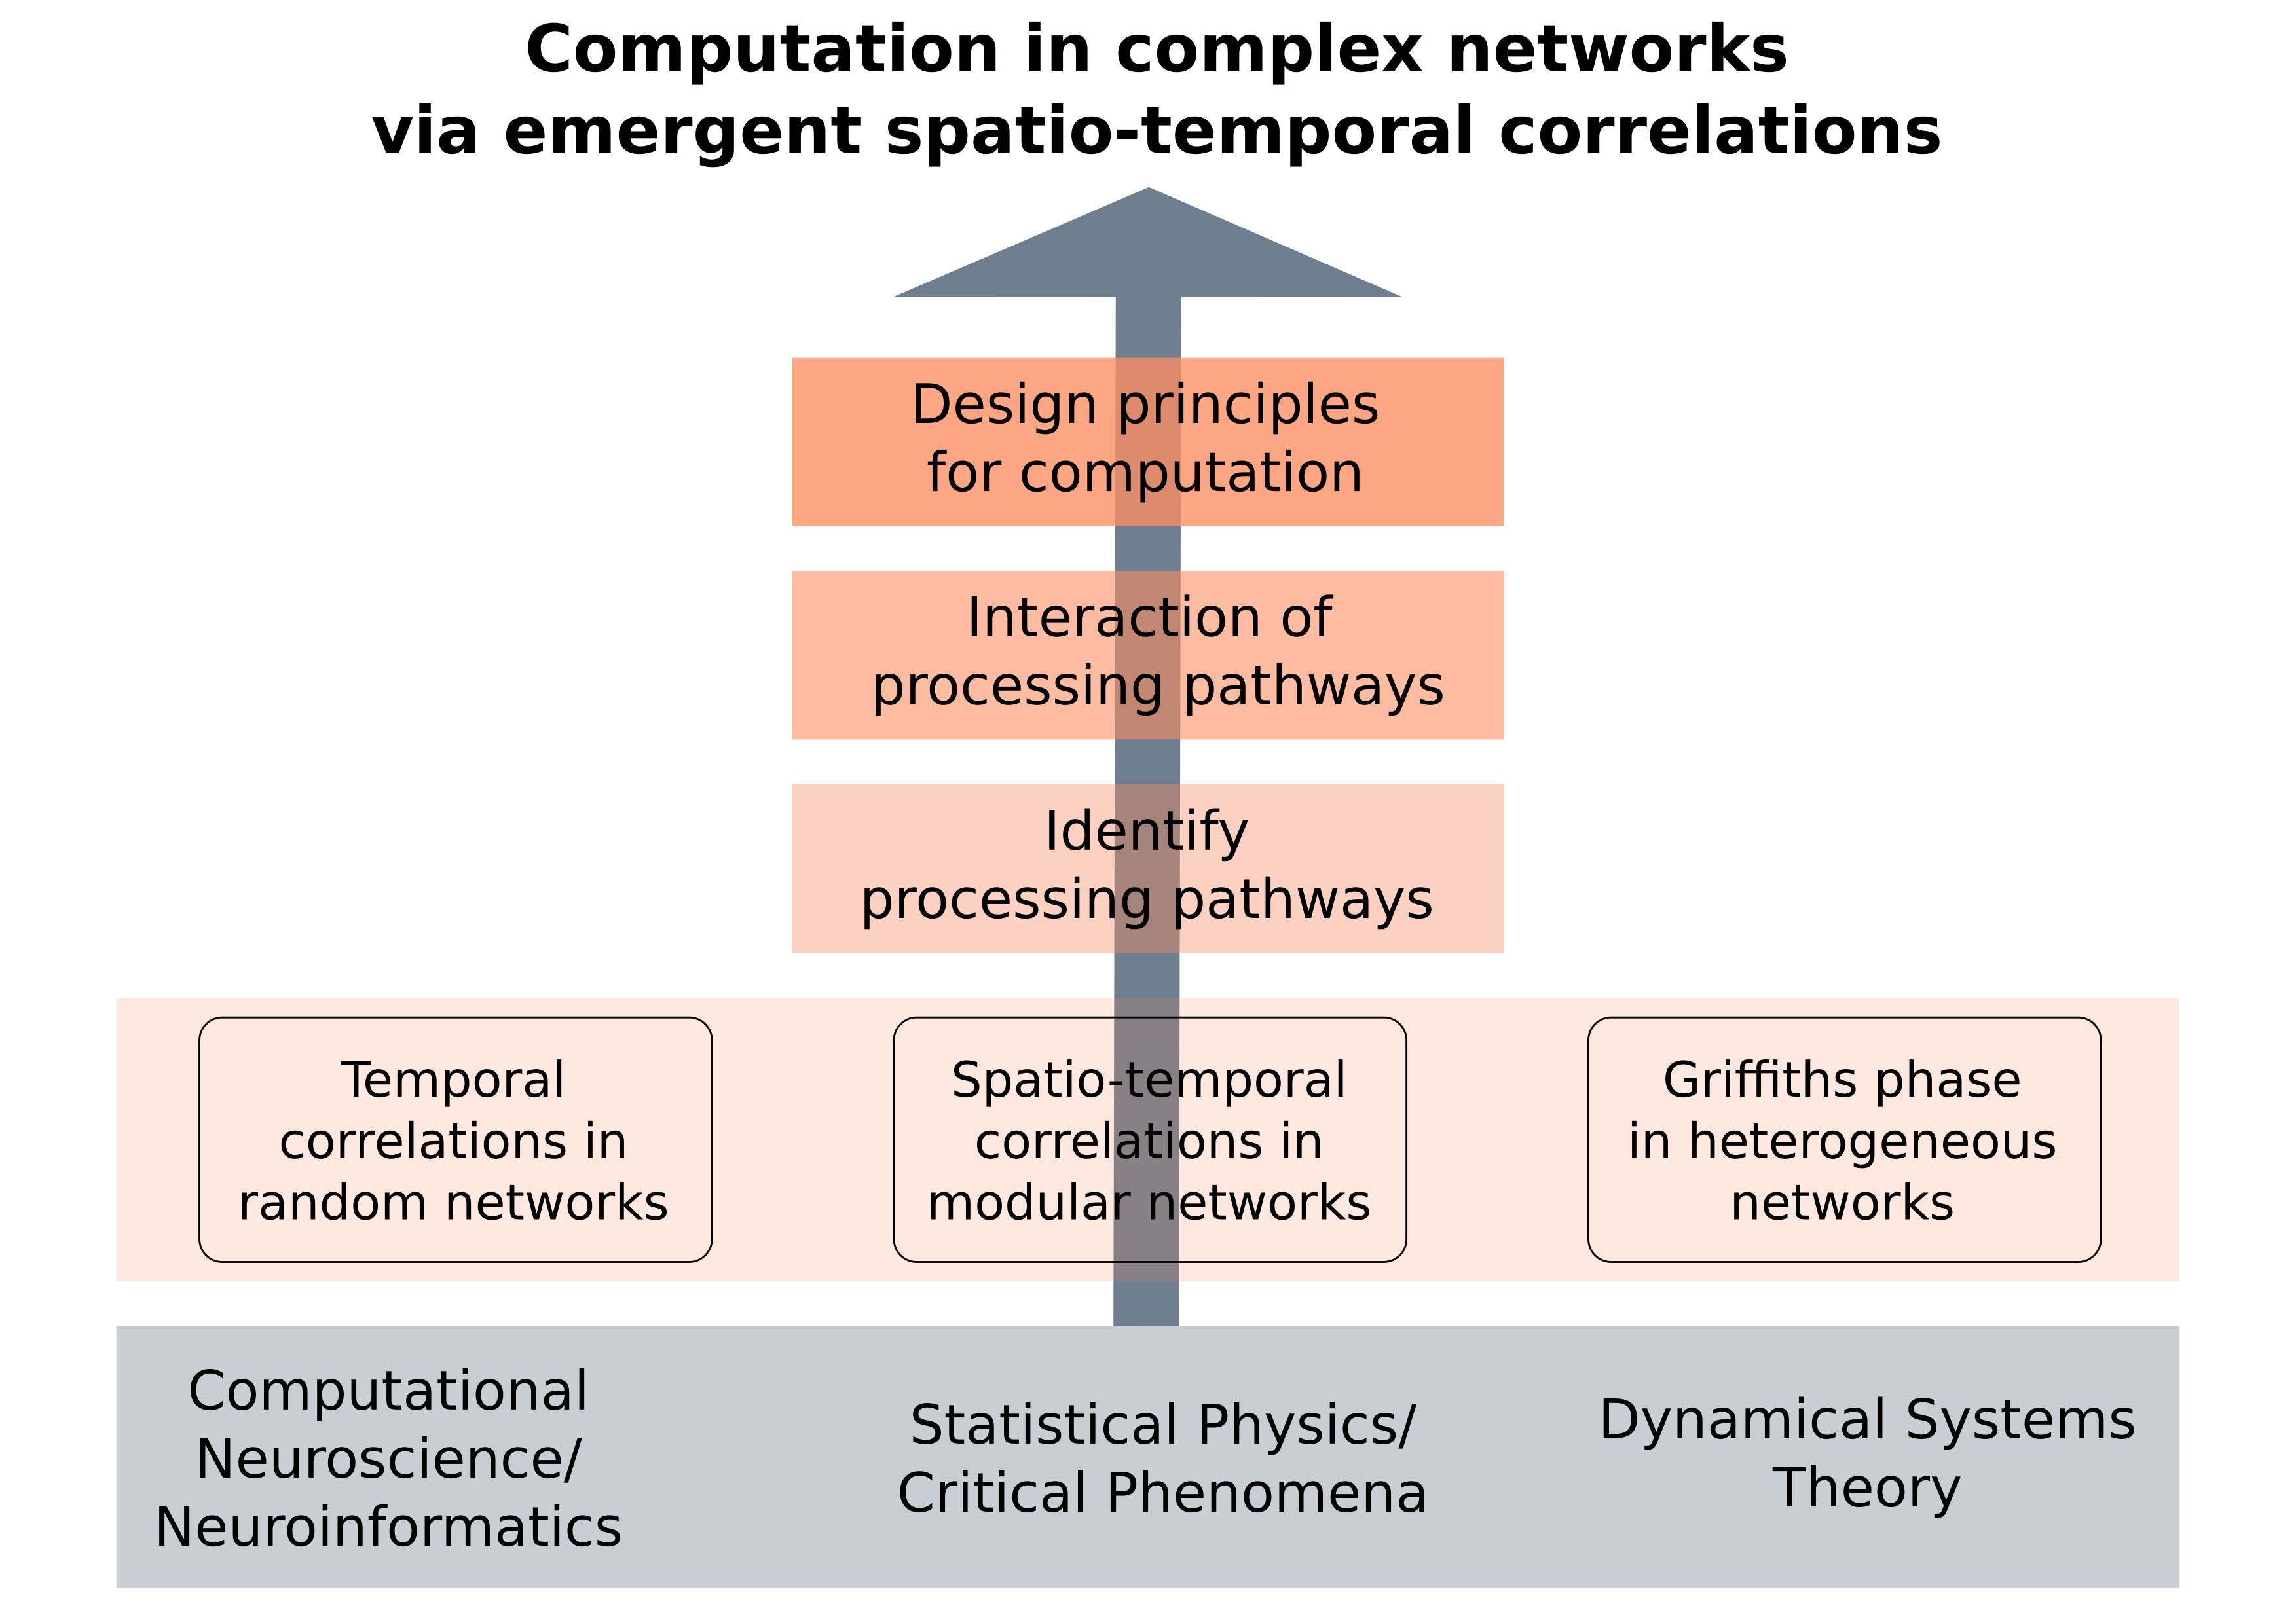 Computation in complex networks
via emergent spatio-temporal correlations
Design principles
for computation
Interaction of
processing pathways
Identify
processing pathways
Temporal
correlations in
random networks
Spatio-temporal
correlations in
modular networks
Griffiths phase
in heterogeneous
networks
Computational
Neuroscience/
Neuroinformatics
Statistical Physics/
Critical Phenomena
Dynamical Systems
Theory